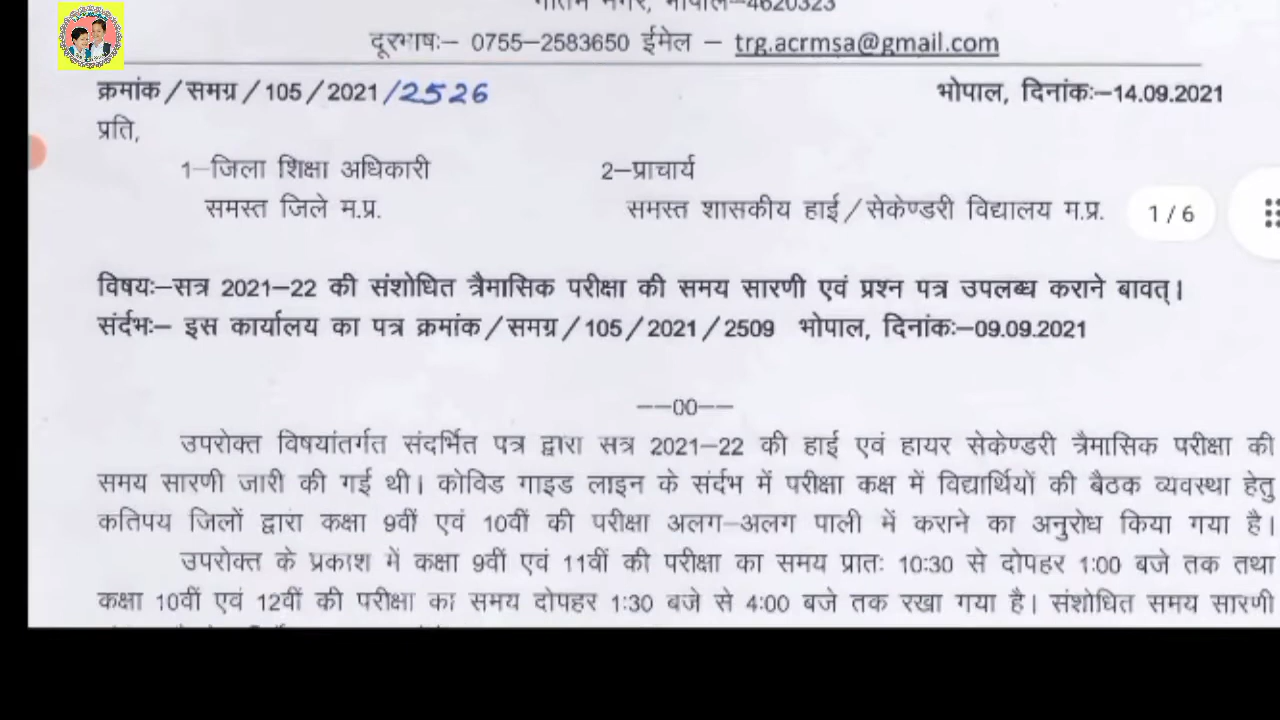 गौतम नगर, भोपाल–4620323
दूरभाषः– 0755–2583650 ईमेल – trg.acrmsa@gmail.com
क्रमांक/समग्र/105/2021/2526 भोपाल, दिनांकः–14.09.2021
प्रति,
1–जिला शिक्षा अधिकारी 2–प्राचार्य
समस्त जिले म.प्र. समस्त शासकीय हाई/सेकेण्डरी विद्यालय म.प्र.
1 / 6
विषयः–सत्र 2021–22 की संशोधित त्रैमासिक परीक्षा की समय सारणी एवं प्रश्न पत्र उपलब्ध कराने बावत्।
संर्दभः– इस कार्यालय का पत्र क्रमांक/समग्र/105/2021/2509 भोपाल, दिनांकः–09.09.2021
––00––
उपरोक्त विषयांतर्गत संदर्भित पत्र द्वारा सत्र 2021–22 की हाई एवं हायर सेकेण्डरी त्रैमासिक परीक्षा की
समय सारणी जारी की गई थी। कोविड गाइड लाइन के संर्दभ में परीक्षा कक्ष में विद्यार्थियों की बैठक व्यवस्था हेतु
कतिपय जिलों द्वारा कक्षा 9वीं एवं 10वीं की परीक्षा अलग–अलग पाली में कराने का अनुरोध किया गया है।
उपरोक्त के प्रकाश में कक्षा 9वीं एवं 11वीं की परीक्षा का समय प्रातः 10:30 से दोपहर 1:00 बजे तक तथा
कक्षा 10वीं एवं 12वीं की परीक्षा का समय दोपहर 1:30 बजे से 4:00 बजे तक रखा गया है। संशोधित समय सारणी